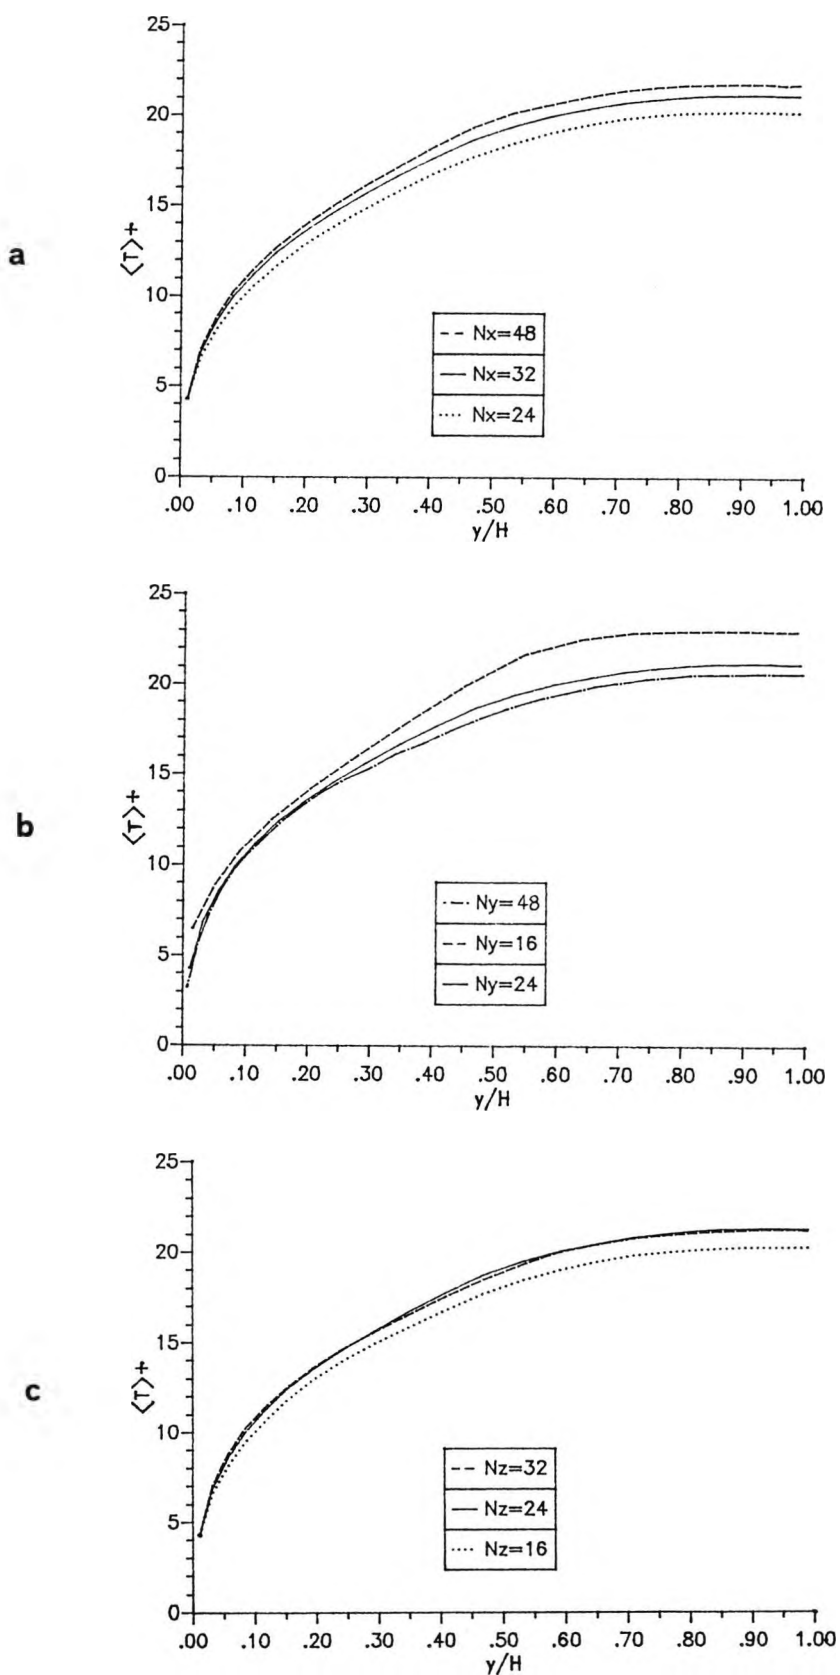 a
25
20
15
10
5
0
⟨T⟩+
Nx=48
Nx=32
Nx=24
.00 .10 .20 .30 .40 .50 .60 .70 .80 .90 1.00
y/H
b
25
20
15
10
5
0
⟨T⟩+
Ny=48
Ny=16
Ny=24
.00 .10 .20 .30 .40 .50 .60 .70 .80 .90 1.00
y/H
c
25
20
15
10
5
0
⟨T⟩+
Nz=32
Nz=24
Nz=16
.00 .10 .20 .30 .40 .50 .60 .70 .80 .90 1.00
y/H